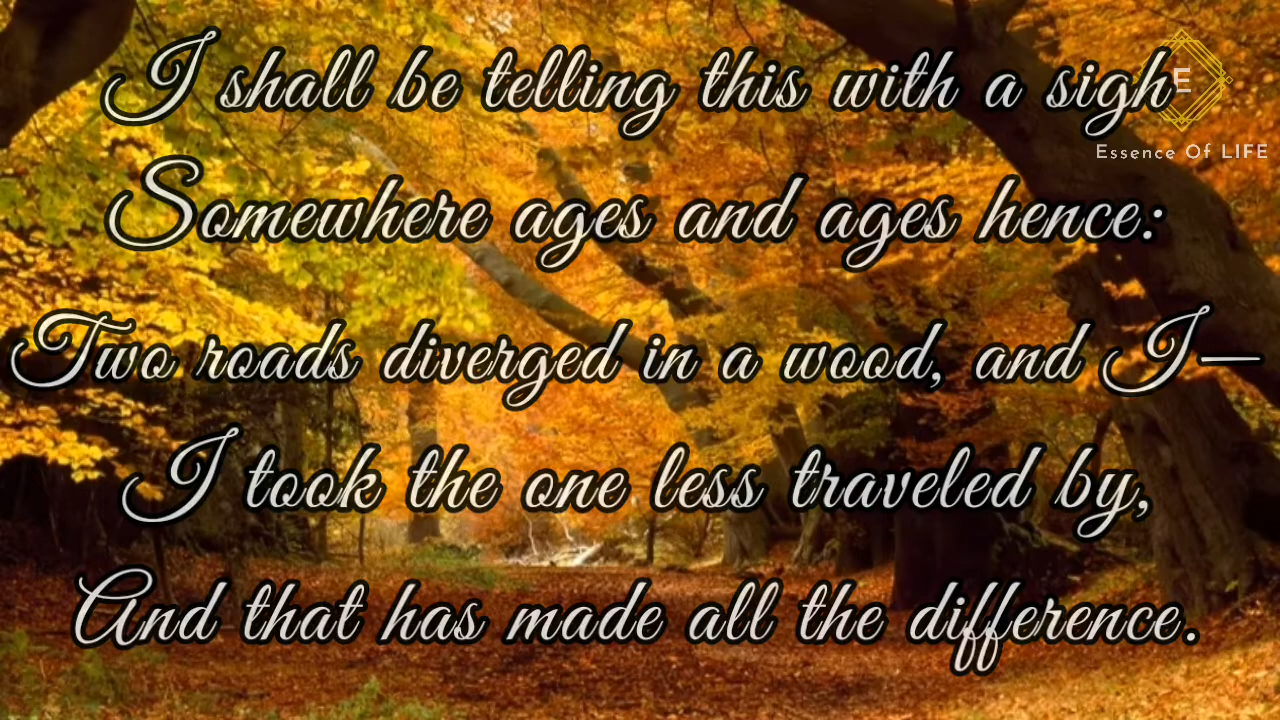 I shall be telling this with a sigh
E
Essence Of LIFE
Somewhere ages and ages hence:
Two roads diverged in a wood, and I—
I took the one less traveled by,
And that has made all the difference.